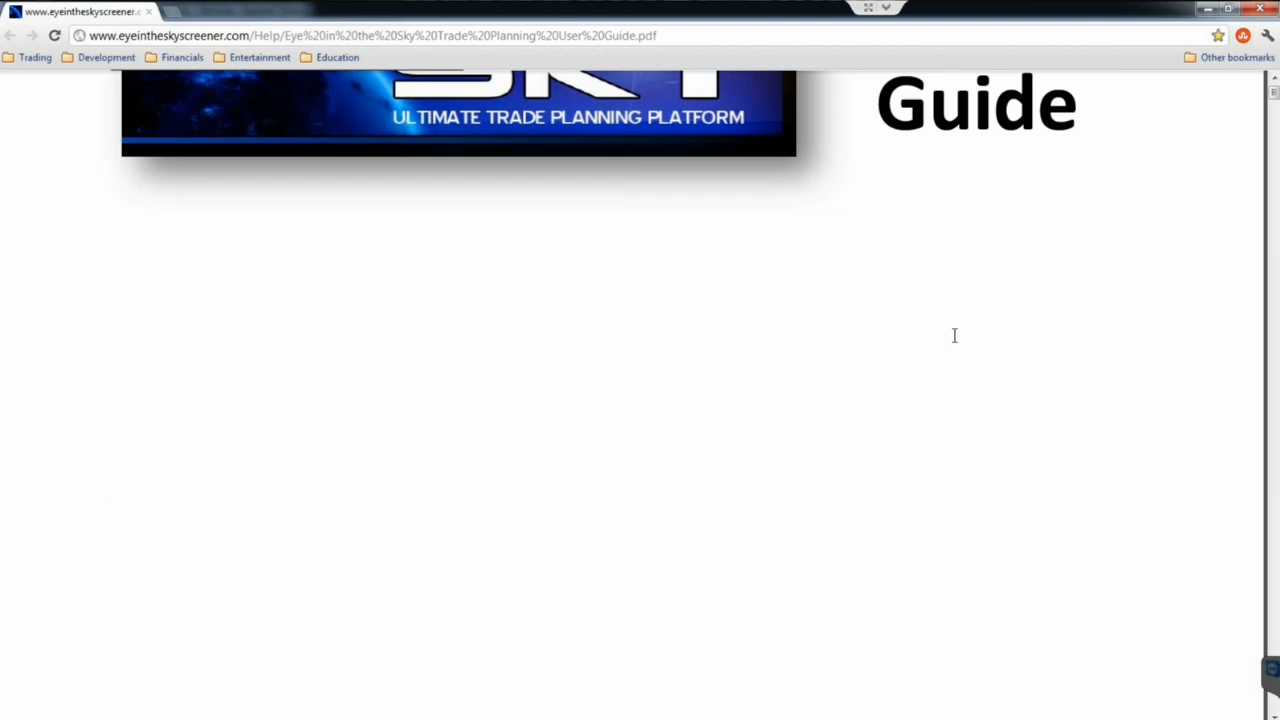 www.eyeintheskyscreener.c
www.eyeintheskyscreener.com/Help/Eye%20in%20the%20Sky%20Trade%20Planning%20User%20Guide.pdf
Trading
Development
Financials
Entertainment
Education
Other bookmarks
SKY
ULTIMATE TRADE PLANNING PLATFORM
Guide